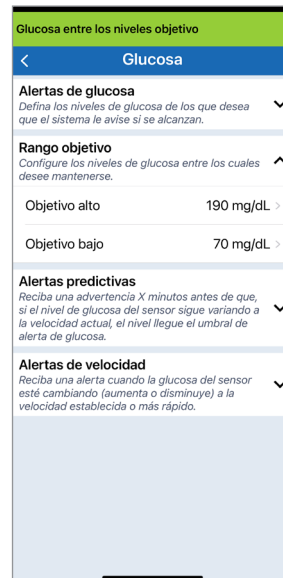 Glucosa entre los niveles objetivo
Glucosa
Alertas de glucosa
Defina los niveles de glucosa de los que desea
que el sistema le avise si se alcanzan.
Rango objetivo
Configure los niveles de glucosa entre los cuales
desee mantenerse.
Objetivo alto 190 mg/dL
Objetivo bajo 70 mg/dL
Alertas predictivas
Reciba una advertencia X minutos antes de que,
si el nivel de glucosa del sensor sigue variando a
la velocidad actual, el nivel llegue el umbral de
alerta de glucosa.
Alertas de velocidad
Reciba una alerta cuando la glucosa del sensor
esté cambiando (aumenta o disminuye) a la
velocidad establecida o más rápido.